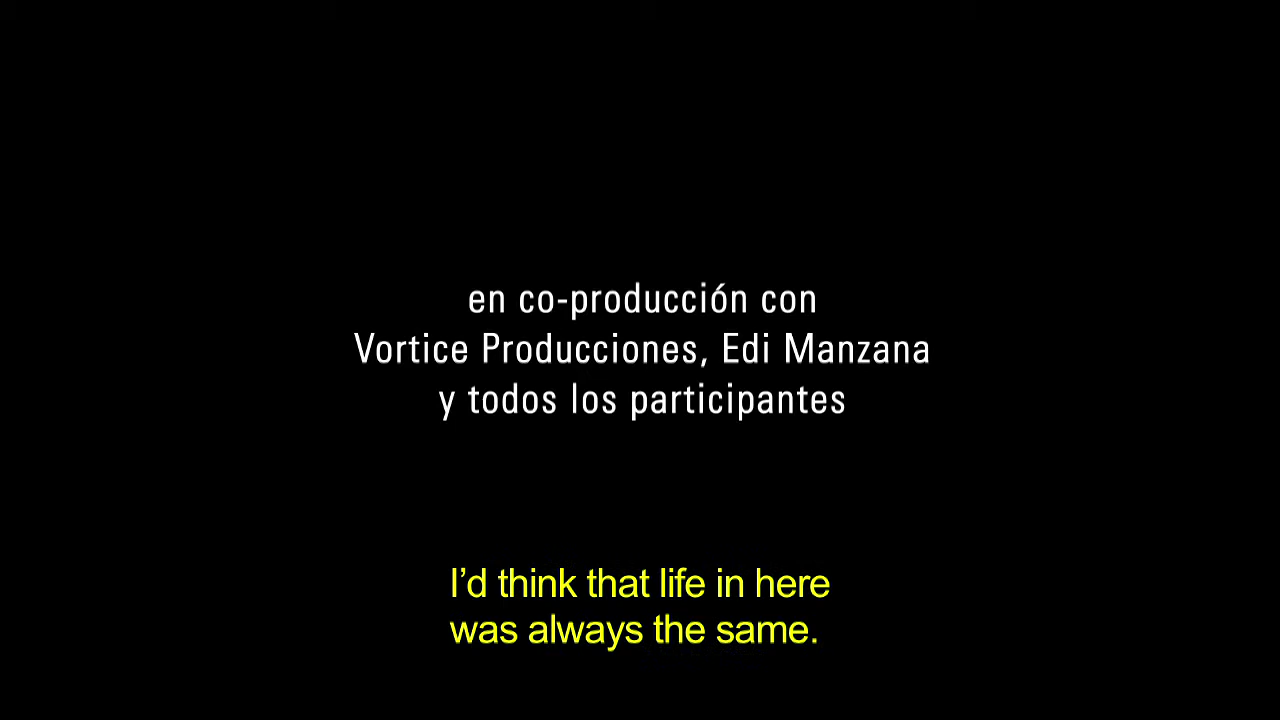 en co-producción con
Vortice Producciones, Edi Manzana
y todos los participantes
I’d think that life in here
was always the same.